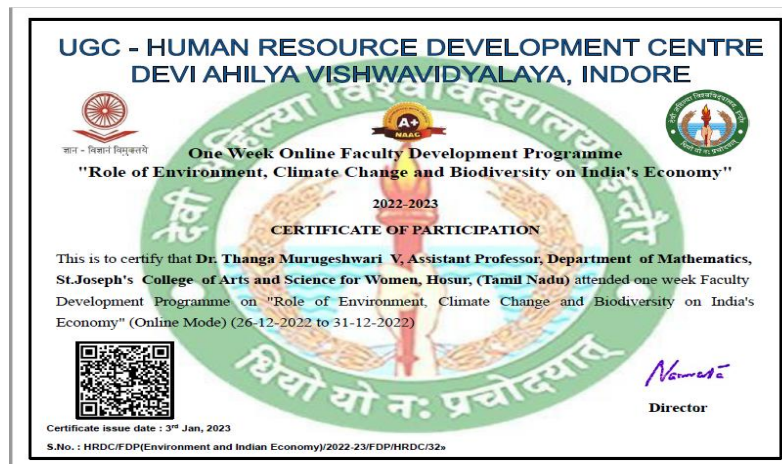 UGC - HUMAN RESOURCE DEVELOPMENT CENTRE
DEVI AHILYA VISHWAVIDYALAYA, INDORE
देवी अहिल्या विश्वविद्यालय, इन्दौर
A+
NAAC
ज्ञान - विज्ञानं विमुक्तये
One Week Online Faculty Development Programme
"Role of Environment, Climate Change and Biodiversity on India's Economy"
2022-2023
CERTIFICATE OF PARTICIPATION
This is to certify that Dr. Thanga Murugeshwari V, Assistant Professor, Department of Mathematics,
St.Joseph's College of Arts and Science for Women, Hosur, (Tamil Nadu) attended one week Faculty
Development Programme on "Role of Environment, Climate Change and Biodiversity on India's
Economy" (Online Mode) (26-12-2022 to 31-12-2022)
धियो यो नः प्रचोदयात्
Namrata
Director
Certificate issue date : 3rd Jan, 2023
S.No. : HRDC/FDP(Environment and Indian Economy)/2022-23/FDP/HRDC/32»